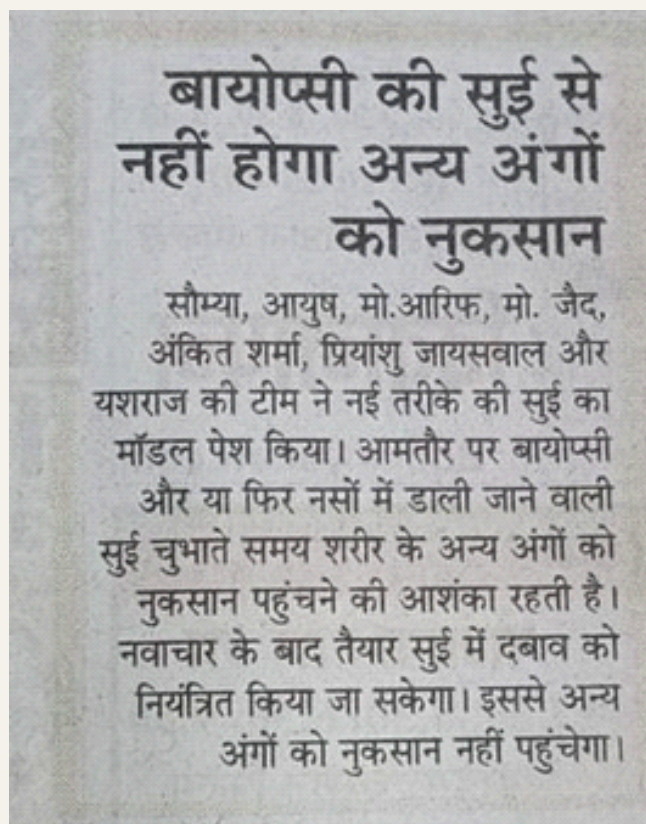 बायोप्सी की सुई से
नहीं होगा अन्य अंगों
को नुकसान
सौम्या, आयुष, मो.आरिफ, मो. जैद,
अंकित शर्मा, प्रियांशु जायसवाल और
यशराज की टीम ने नई तरीके की सुई का
मॉडल पेश किया। आमतौर पर बायोप्सी
और या फिर नसों में डाली जाने वाली
सुई चुभाते समय शरीर के अन्य अंगों को
नुकसान पहुंचने की आशंका रहती है।
नवाचार के बाद तैयार सुई में दबाव को
नियंत्रित किया जा सकेगा। इससे अन्य
अंगों को नुकसान नहीं पहुंचेगा।